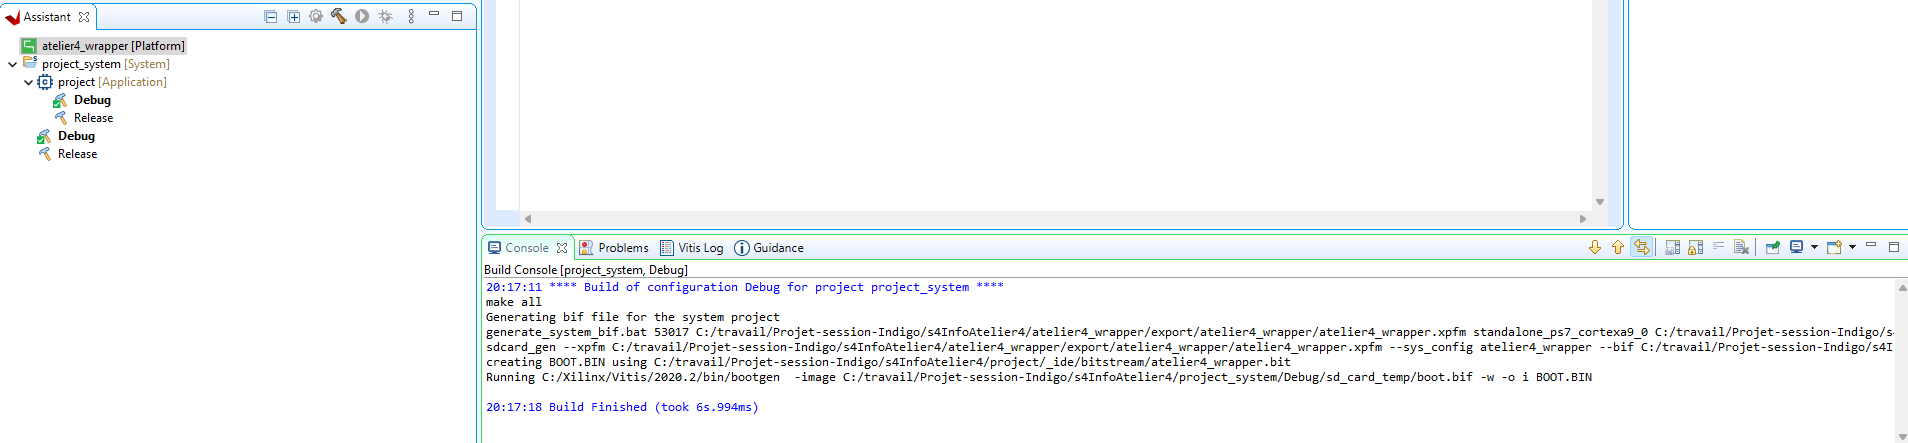 Assistant
atelier4_wrapper [Platform]
project_system [System]
project [Application]
Debug
Release
Debug
Release
Console Problems Vitis Log Guidance
Build Console [project_system, Debug]
20:17:11 **** Build of configuration Debug for project project_system ****
make all
Generating bif file for the system project
generate_system_bif.bat 53017 C:/travail/Projet-session-Indigo/s4InfoAtelier4/atelier4_wrapper/export/atelier4_wrapper/atelier4_wrapper.xpfm standalone_ps7_cortexa9_0 C:/travail/Projet-session-Indigo/s4
sdcard_gen --xpfm C:/travail/Projet-session-Indigo/s4InfoAtelier4/atelier4_wrapper/export/atelier4_wrapper/atelier4_wrapper.xpfm --sys_config atelier4_wrapper --bif C:/travail/Projet-session-Indigo/s4I
creating BOOT.BIN using C:/travail/Projet-session-Indigo/s4InfoAtelier4/project/_ide/bitstream/atelier4_wrapper.bit
Running C:/Xilinx/Vitis/2020.2/bin/bootgen  -image C:/travail/Projet-session-Indigo/s4InfoAtelier4/project_system/Debug/sd_card_temp/boot.bif -w -o i BOOT.BIN
20:17:18 Build Finished (took 6s.994ms)